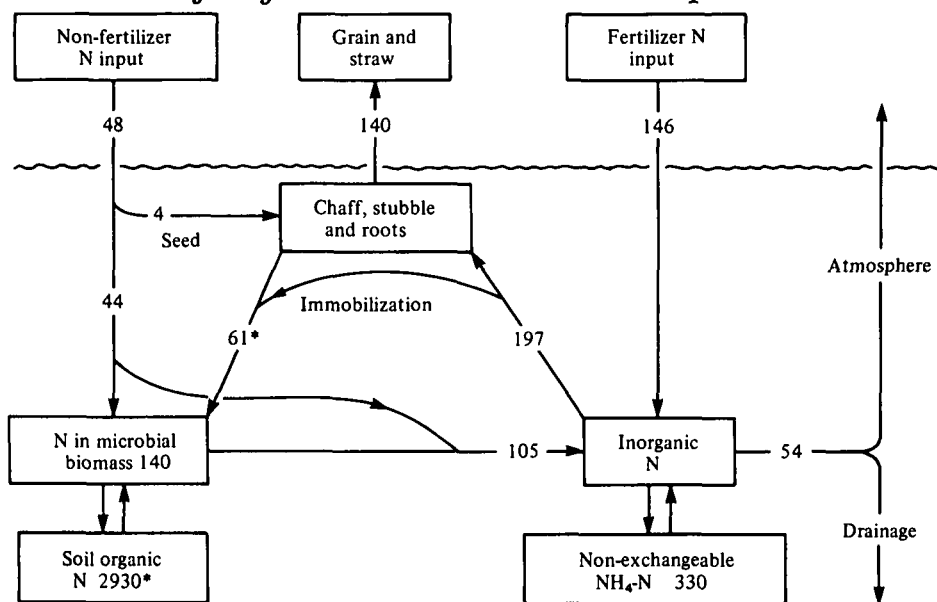 Non-fertilizer
N input
Grain and
straw
Fertilizer N
input
48
140
146
4
Seed
Chaff, stubble
and roots
Atmosphere
44
Immobilization
61*
197
N in microbial
biomass 140
105
Inorganic
N
54
Drainage
Soil organic
N 2930*
Non-exchangeable
NH₄-N 330